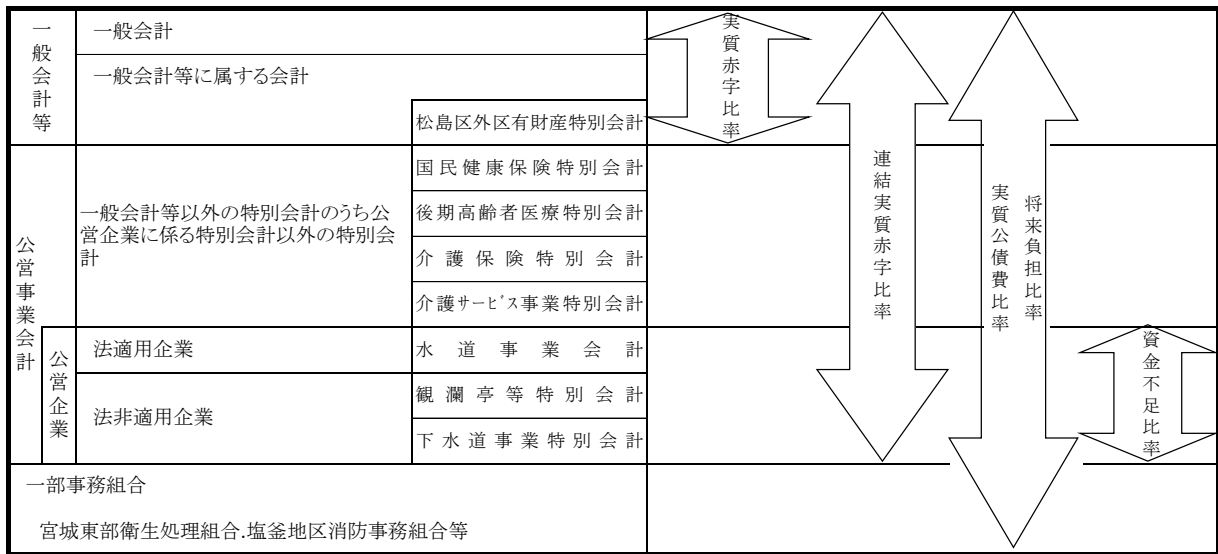 一般会計等
一般会計
一般会計等に属する会計
松島区外区有財産特別会計
公営事業会計
一般会計等以外の特別会計のうち公
営企業に係る特別会計以外の特別会
計
国民健康保険特別会計
後期高齢者医療特別会計
介護保険特別会計
介護サービス事業特別会計
公営企業
法適用企業
水道事業会計
法非適用企業
観瀾亭等特別会計
下水道事業特別会計
一部事務組合
宮城東部衛生処理組合.塩釜地区消防事務組合等
実質赤字比率
連結実質赤字比率
実質公債費比率
将来負担比率
資金不足比率